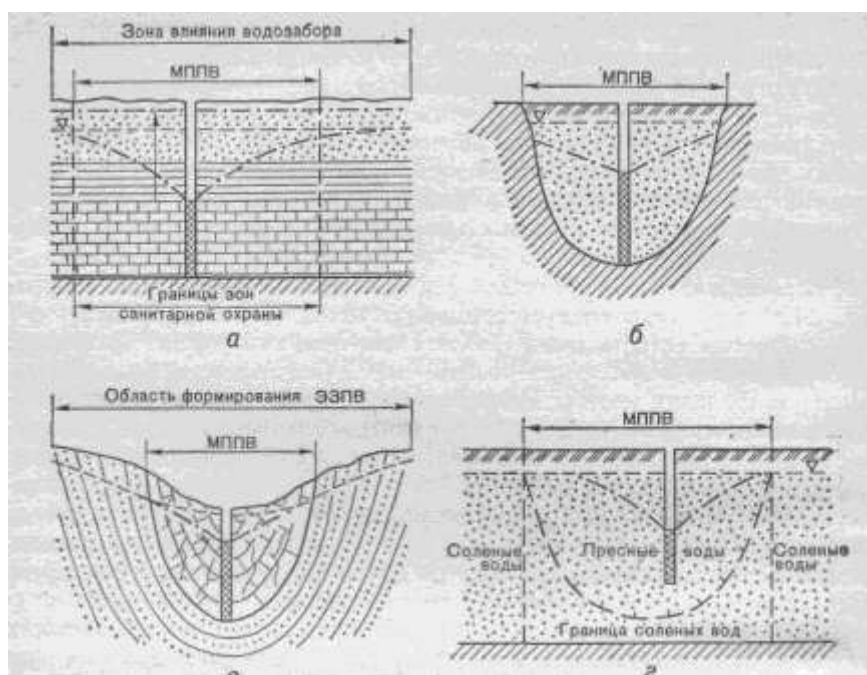 Зона влияния водозабора
МППВ
Границы зон
санитарной охраны
а
МППВ
б
Область формирования ЭЗПВ
МППВ
МППВ
Соленые
воды
Пресные воды
Соленые
воды
Граница соленых вод
г